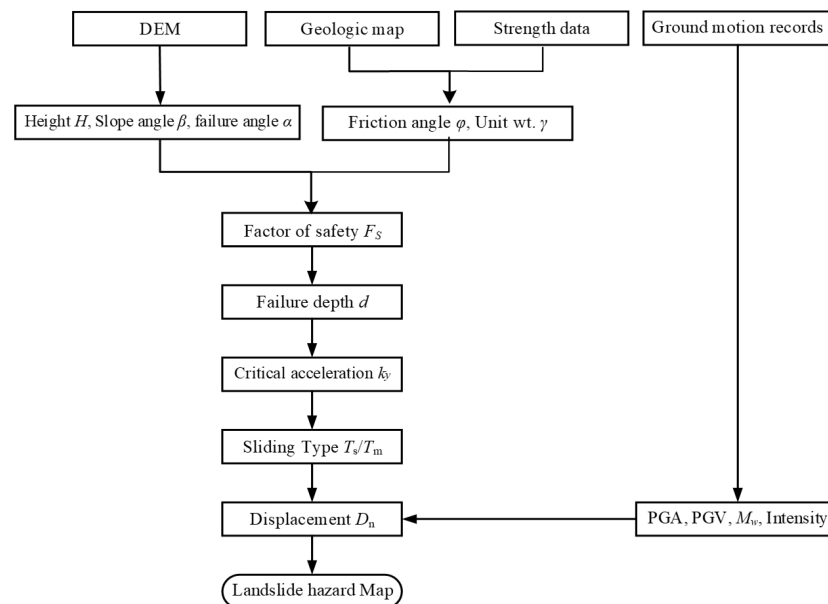 DEM
Geologic map
Strength data
Ground motion records
Height H, Slope angle β, failure angle α
Friction angle φ, Unit wt. γ
Factor of safety FS
Failure depth d
Critical acceleration ky
Sliding Type Ts/Tm
Displacement Dn
PGA, PGV, Mw, Intensity
Landslide hazard Map